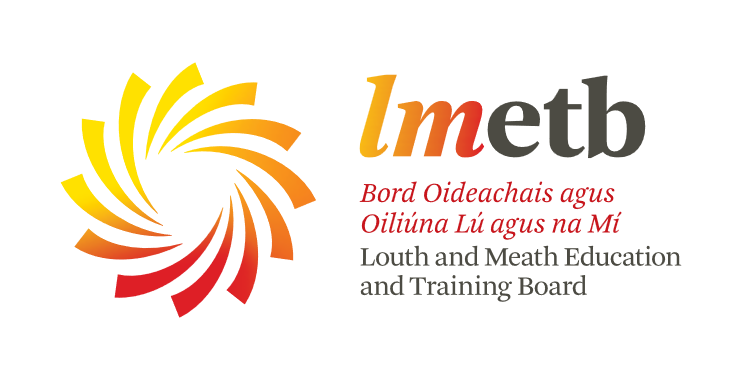 lmetb
Bord Oideachais agus
Oiliúna Lú agus na Mí
Louth and Meath Education
and Training Board